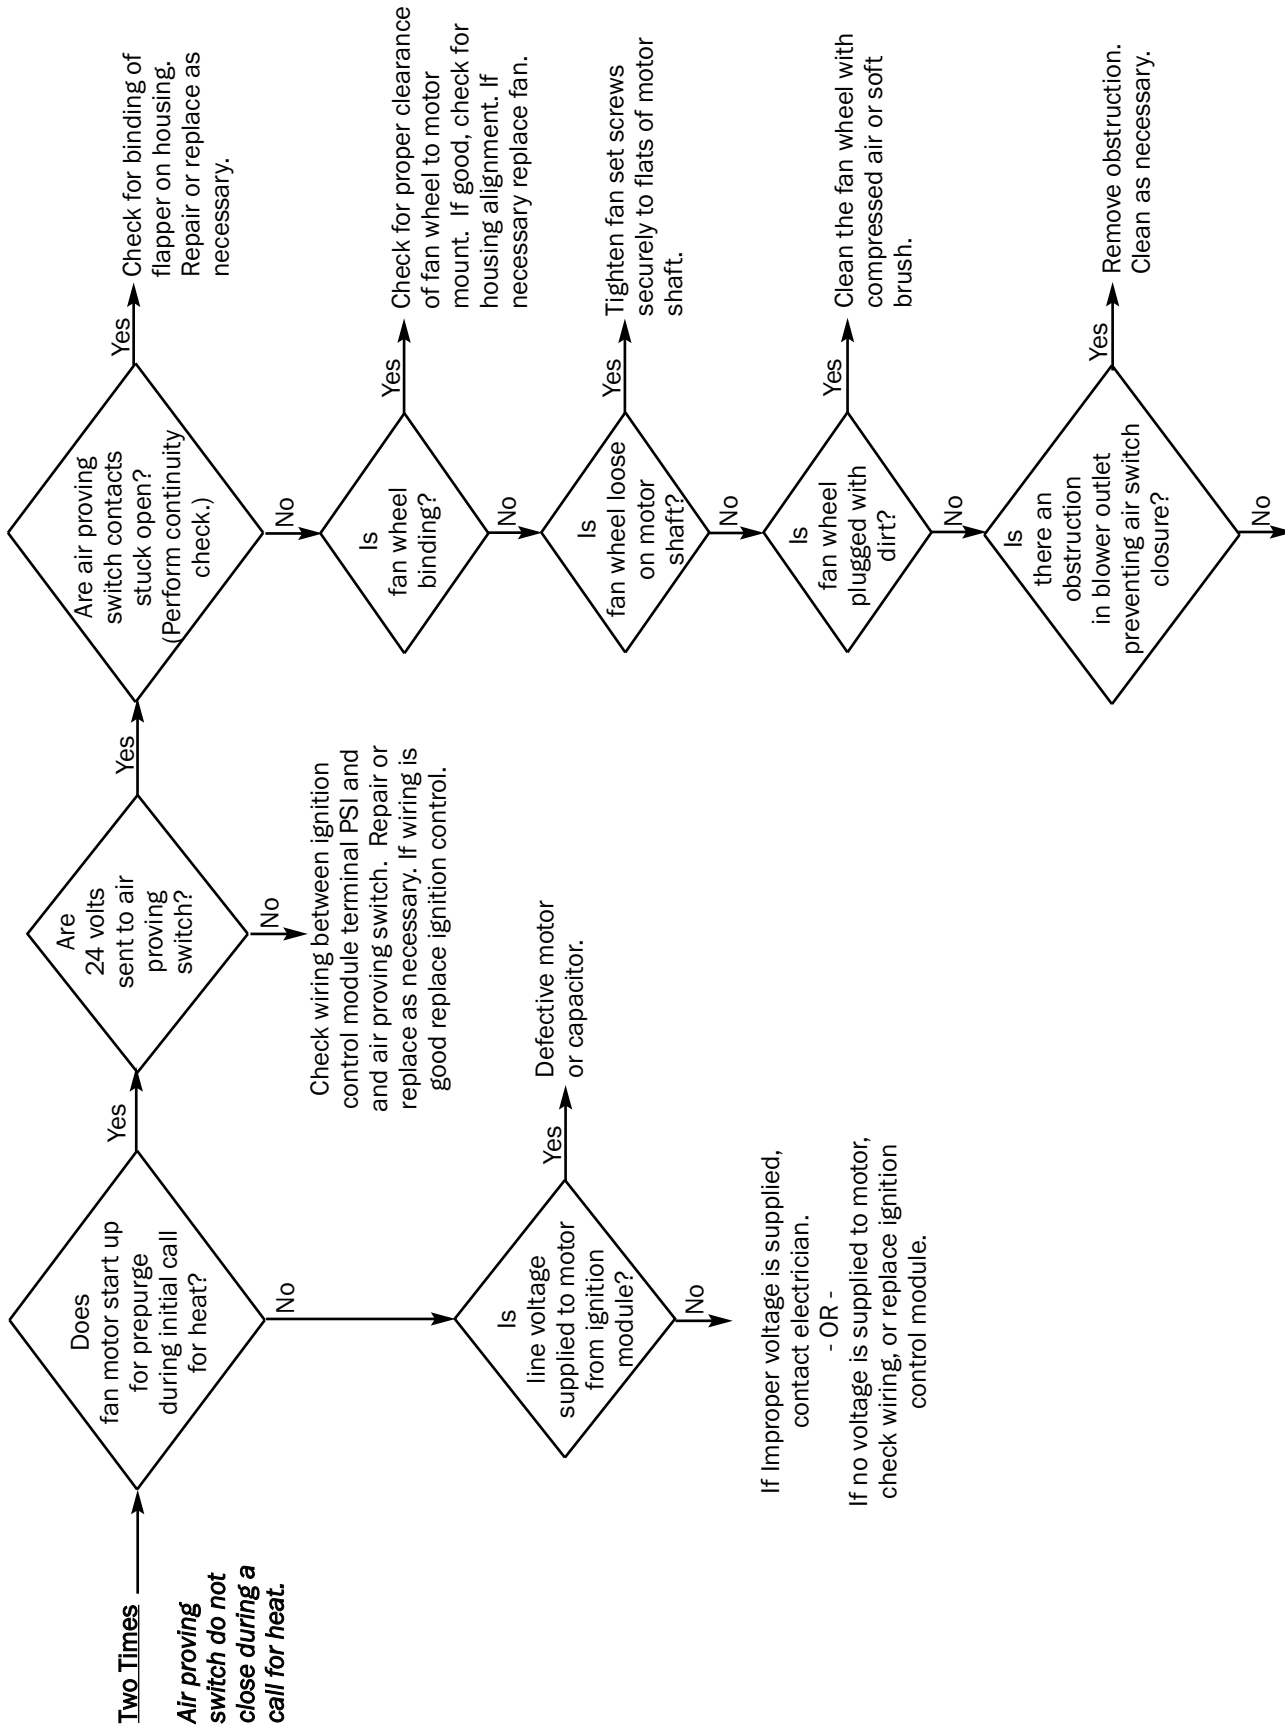 Two Times
Air proving
switch do not
close during a
call for heat.
Does
fan motor start up
for prepurge
during initial call
for heat?
Yes
No
Are
24 volts
sent to air
proving
switch?
Yes
No
Check wiring between ignition
control module terminal PSI and
and air proving switch. Repair or
replace as necessary. If wiring is
good replace ignition control.
Is
line voltage
supplied to motor
from ignition
module?
Yes
Defective motor
or capacitor.
No
If Improper voltage is supplied,
contact electrician.
- OR -
If no voltage is supplied to motor,
check wiring, or replace ignition
control module.
Are air proving
switch contacts
stuck open?
(Perform continuity
check.)
Yes
Check for binding of
flapper on housing.
Repair or replace as
necessary.
No
Is
fan wheel
binding?
Yes
Check for proper clearance
of fan wheel to motor
mount. If good, check for
housing alignment. If
necessary replace fan.
No
Is
fan wheel loose
on motor
shaft?
Yes
Tighten fan set screws
securely to flats of motor
shaft.
No
Is
fan wheel
plugged with
dirt?
Yes
Clean the fan wheel with
compressed air or soft
brush.
No
Is
there an
obstruction
in blower outlet
preventing air switch
closure?
Yes
Remove obstruction.
Clean as necessary.
No